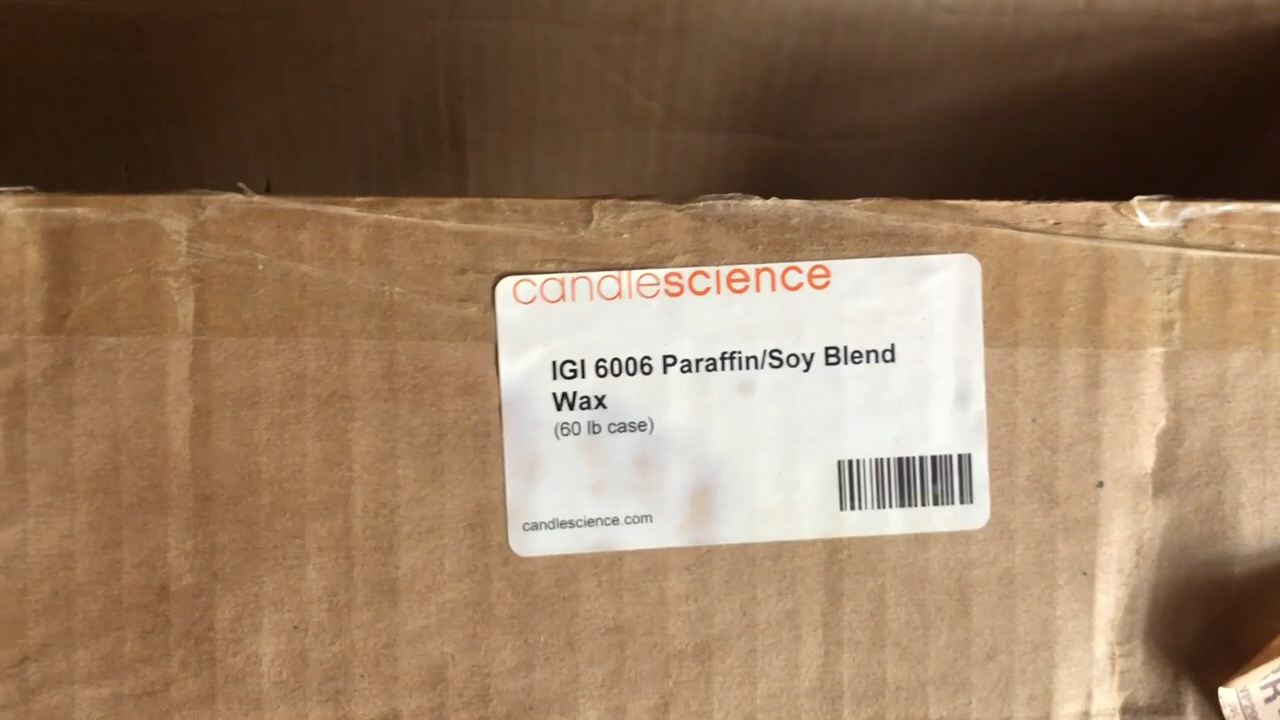 candlescience
IGI 6006 Paraffin/Soy Blend
Wax
(60 lb case)
candlescience.com